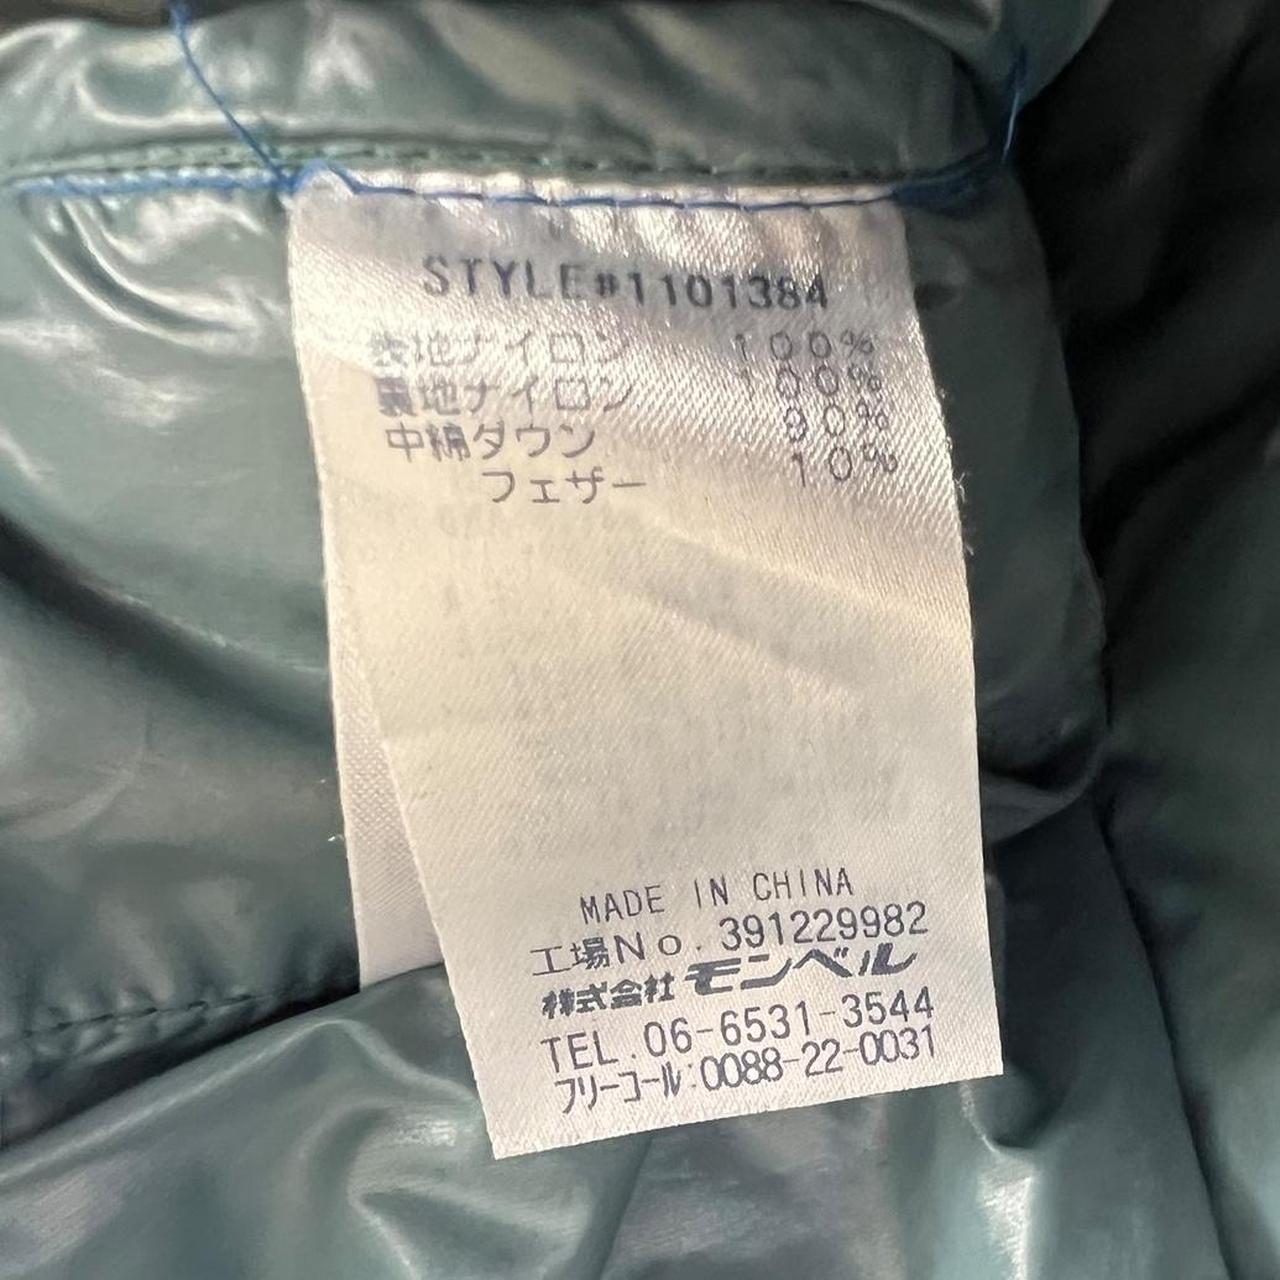 STYLE#1101384
表地ナイロン 100%
裏地ナイロン 100%
中綿ダウン 90%
フェザー 10%
MADE IN CHINA
工場No. 391229982
株式会社モンベル
TEL.06-6531-3544
フリーコール:0088-22-0031